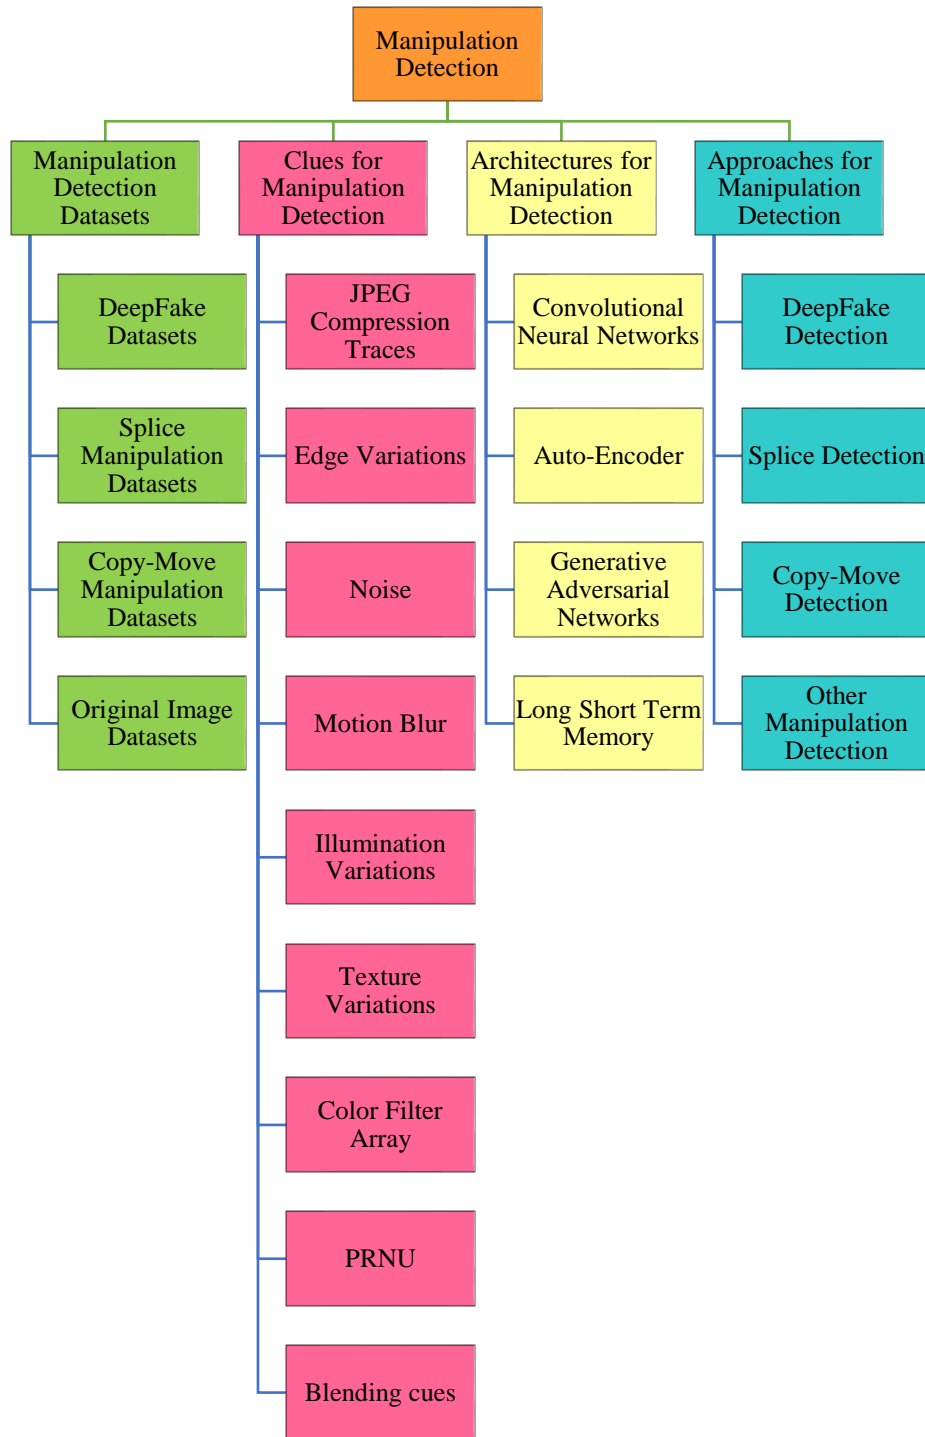 Manipulation
Detection
Manipulation
Detection
Datasets
DeepFake
Datasets
Splice
Manipulation
Datasets
Copy-Move
Manipulation
Datasets
Original Image
Datasets
Clues for
Manipulation
Detection
JPEG
Compression
Traces
Edge Variations
Noise
Motion Blur
Illumination
Variations
Texture
Variations
Color Filter
Array
PRNU
Blending cues
Architectures for
Manipulation
Detection
Convolutional
Neural Networks
Auto-Encoder
Generative
Adversarial
Networks
Long Short Term
Memory
Approaches for
Manipulation
Detection
DeepFake
Detection
Splice Detection
Copy-Move
Detection
Other
Manipulation
Detection